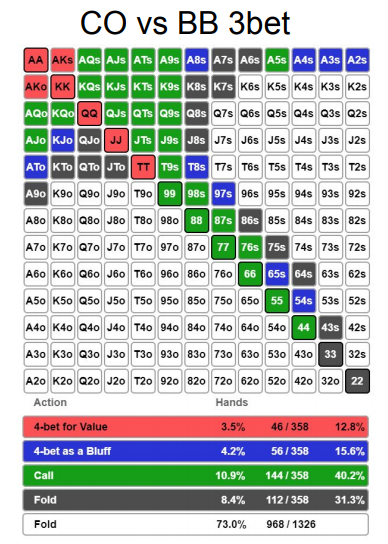 CO vs BB 3bet
AA AKs AQs AJs ATs A9s A8s A7s A6s A5s A4s A3s A2s
AKo KK KQs KJs KTs K9s K8s K7s K6s K5s K4s K3s K2s
AQo KQo QQ QJs QTs Q9s Q8s Q7s Q6s Q5s Q4s Q3s Q2s
AJo KJo QJo JJ JTs J9s J8s J7s J6s J5s J4s J3s J2s
ATo KTo QTo JTo TT T9s T8s T7s T6s T5s T4s T3s T2s
A9o K9o Q9o J9o T9o 99 98s 97s 96s 95s 94s 93s 92s
A8o K8o Q8o J8o T8o 98o 88 87s 86s 85s 84s 83s 82s
A7o K7o Q7o J7o T7o 97o 87o 77 76s 75s 74s 73s 72s
A6o K6o Q6o J6o T6o 96o 86o 76o 66 65s 64s 63s 62s
A5o K5o Q5o J5o T5o 95o 85o 75o 65o 55 54s 53s 52s
A4o K4o Q4o J4o T4o 94o 84o 74o 64o 54o 44 43s 42s
A3o K3o Q3o J3o T3o 93o 83o 73o 63o 53o 43o 33 32s
A2o K2o Q2o J2o T2o 92o 82o 72o 62o 52o 42o 32o 22
Action Hands
4-bet for Value 3.5% 46 / 358 12.8%
4-bet as a Bluff 4.2% 56 / 358 15.6%
Call 10.9% 144 / 358 40.2%
Fold 8.4% 112 / 358 31.3%
Fold 73.0% 968 / 1326